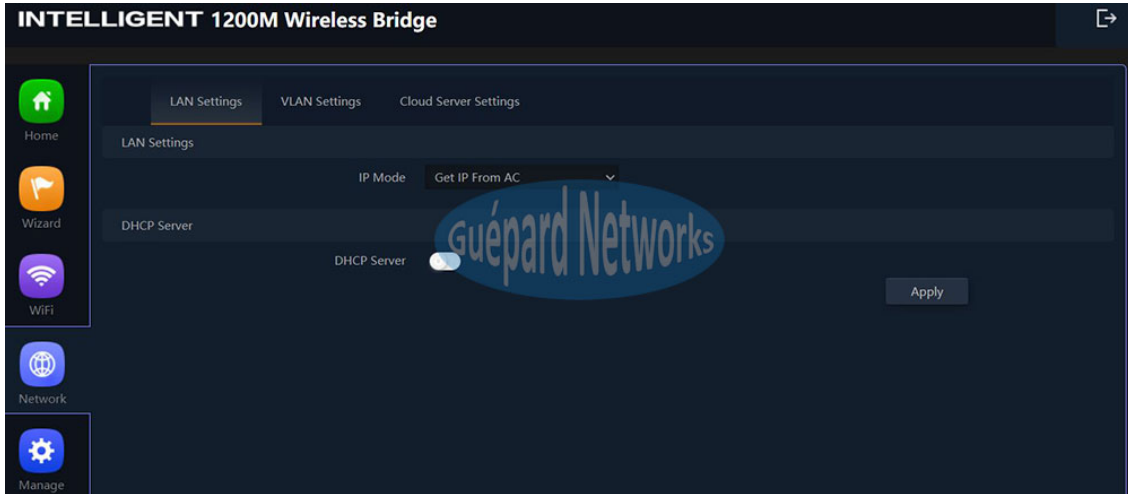 INTELLIGENT 1200M Wireless Bridge
Home
Wizard
WiFi
Network
Manage
LAN Settings VLAN Settings Cloud Server Settings
LAN Settings
IP Mode Get IP From AC
DHCP Server
DHCP Server
Apply
Guépard Networks